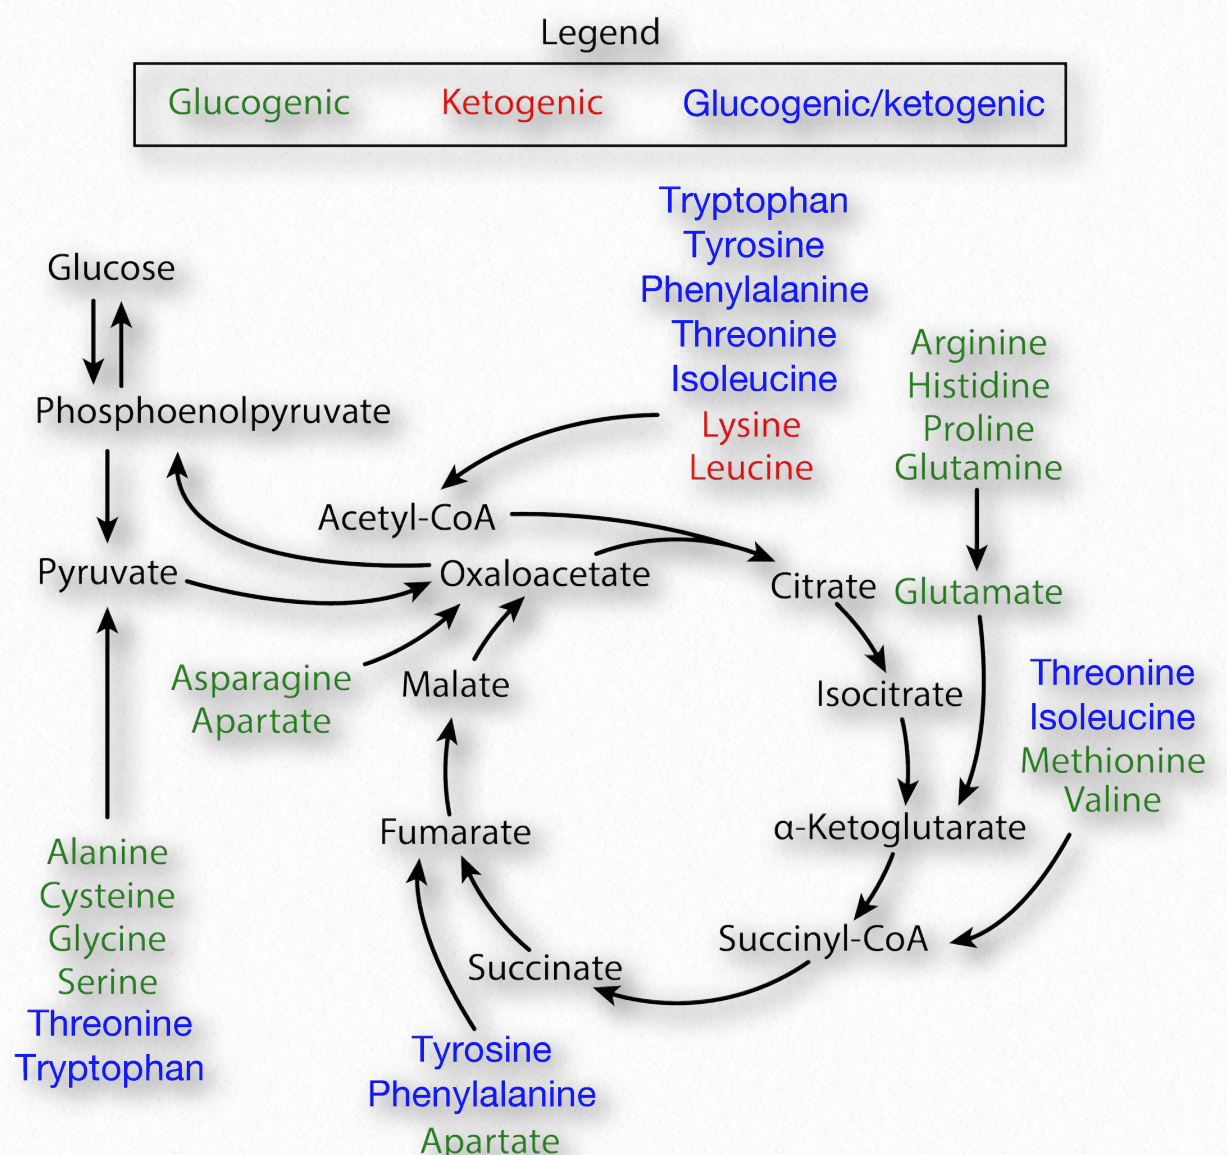 Legend
Glucogenic Ketogenic Glucogenic/ketogenic
Tryptophan
Tyrosine
Phenylalanine
Threonine
Isoleucine
Lysine
Leucine
Glucose
Phosphoenolpyruvate
Arginine
Histidine
Proline
Glutamine
Acetyl-CoA
Pyruvate
Oxaloacetate
Citrate
Glutamate
Asparagine
Apartate
Malate
Isocitrate
Threonine
Isoleucine
Methionine
Valine
Fumarate
α-Ketoglutarate
Alanine
Cysteine
Glycine
Serine
Threonine
Tryptophan
Succinate
Succinyl-CoA
Tyrosine
Phenylalanine
Apartate